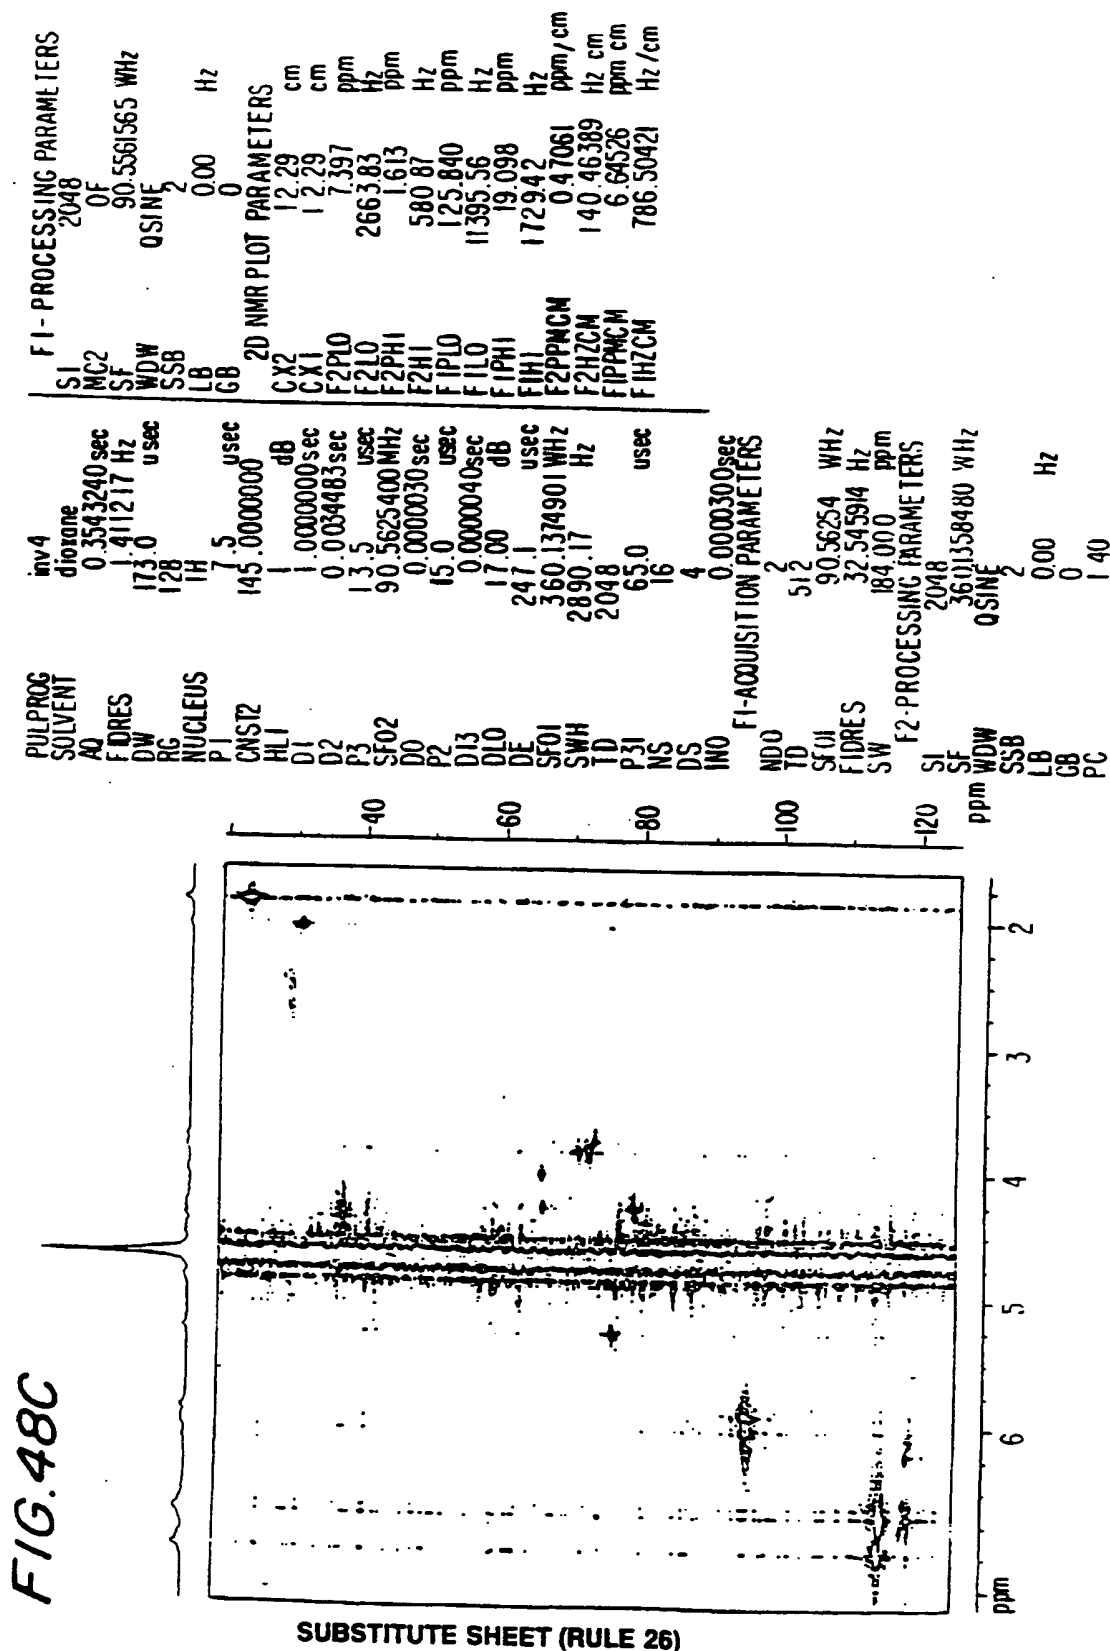 FIG. 48C
PULPROG inv4
SOLVENT dioxane
AQ 0.3543240 sec
FIDRES 1.411217 Hz
DW 173.0 usec
RG 128
NUCLEUS 1H
P1 7.5 usec
CNST2 145.0000000
HL1 1 dB
D1 1.0000000 sec
D2 0.0034483 sec
P3 13.5 usec
SFO2 90.5625400 MHz
D0 0.0000030 sec
P2 15.0 usec
D13 0.0000040 sec
DLO 17.00 dB
DE 247.1 usec
SFO1 360.1374901 WHz
SWH 2890.17 Hz
TD 2048
P31 65.0 usec
NS 16
DS 4
INO 0.0000300 sec
F1-ACQUISITION PARAMETERS
ND0 2
TD 512
SFO1 90.56254 WHz
FIDRES 32.545914 Hz
SW 184.000 ppm
F2-PROCESSING PARAMETERS
SI 2048
SF 360.1358480 WHz
WDW QSINE
SSB 2
LB 0.00 Hz
GB 0
PC 1 40
F1- PROCESSING PARAMETERS
SI 2048
MC2 QF
SF 90.5561565 WHz
WDW QSINE
SSB 2
LB 0.00 Hz
GB 0
2D NMR PLOT PARAMETERS
CX2 12.29 cm
CX1 12.29 cm
F2PLO 7.397 ppm
F2LO 2663.83 Hz
F2PHI 1.613 ppm
F2HI 580 87 Hz
F1PLO 125.840 ppm
F1LO 11395.56 Hz
F1PHI 19.098 ppm
F1HI 1729.42 Hz
F2PPMCM 0.47061 ppm/cm
F2HZCM 140.46389 Hz cm
F1PPMCM 6.64526 ppm cm
F1HZCM 786.50421 Hz/cm
40
60
80
100
120
ppm
ppm 6 5 4 3 2
SUBSTITUTE SHEET (RULE 26)